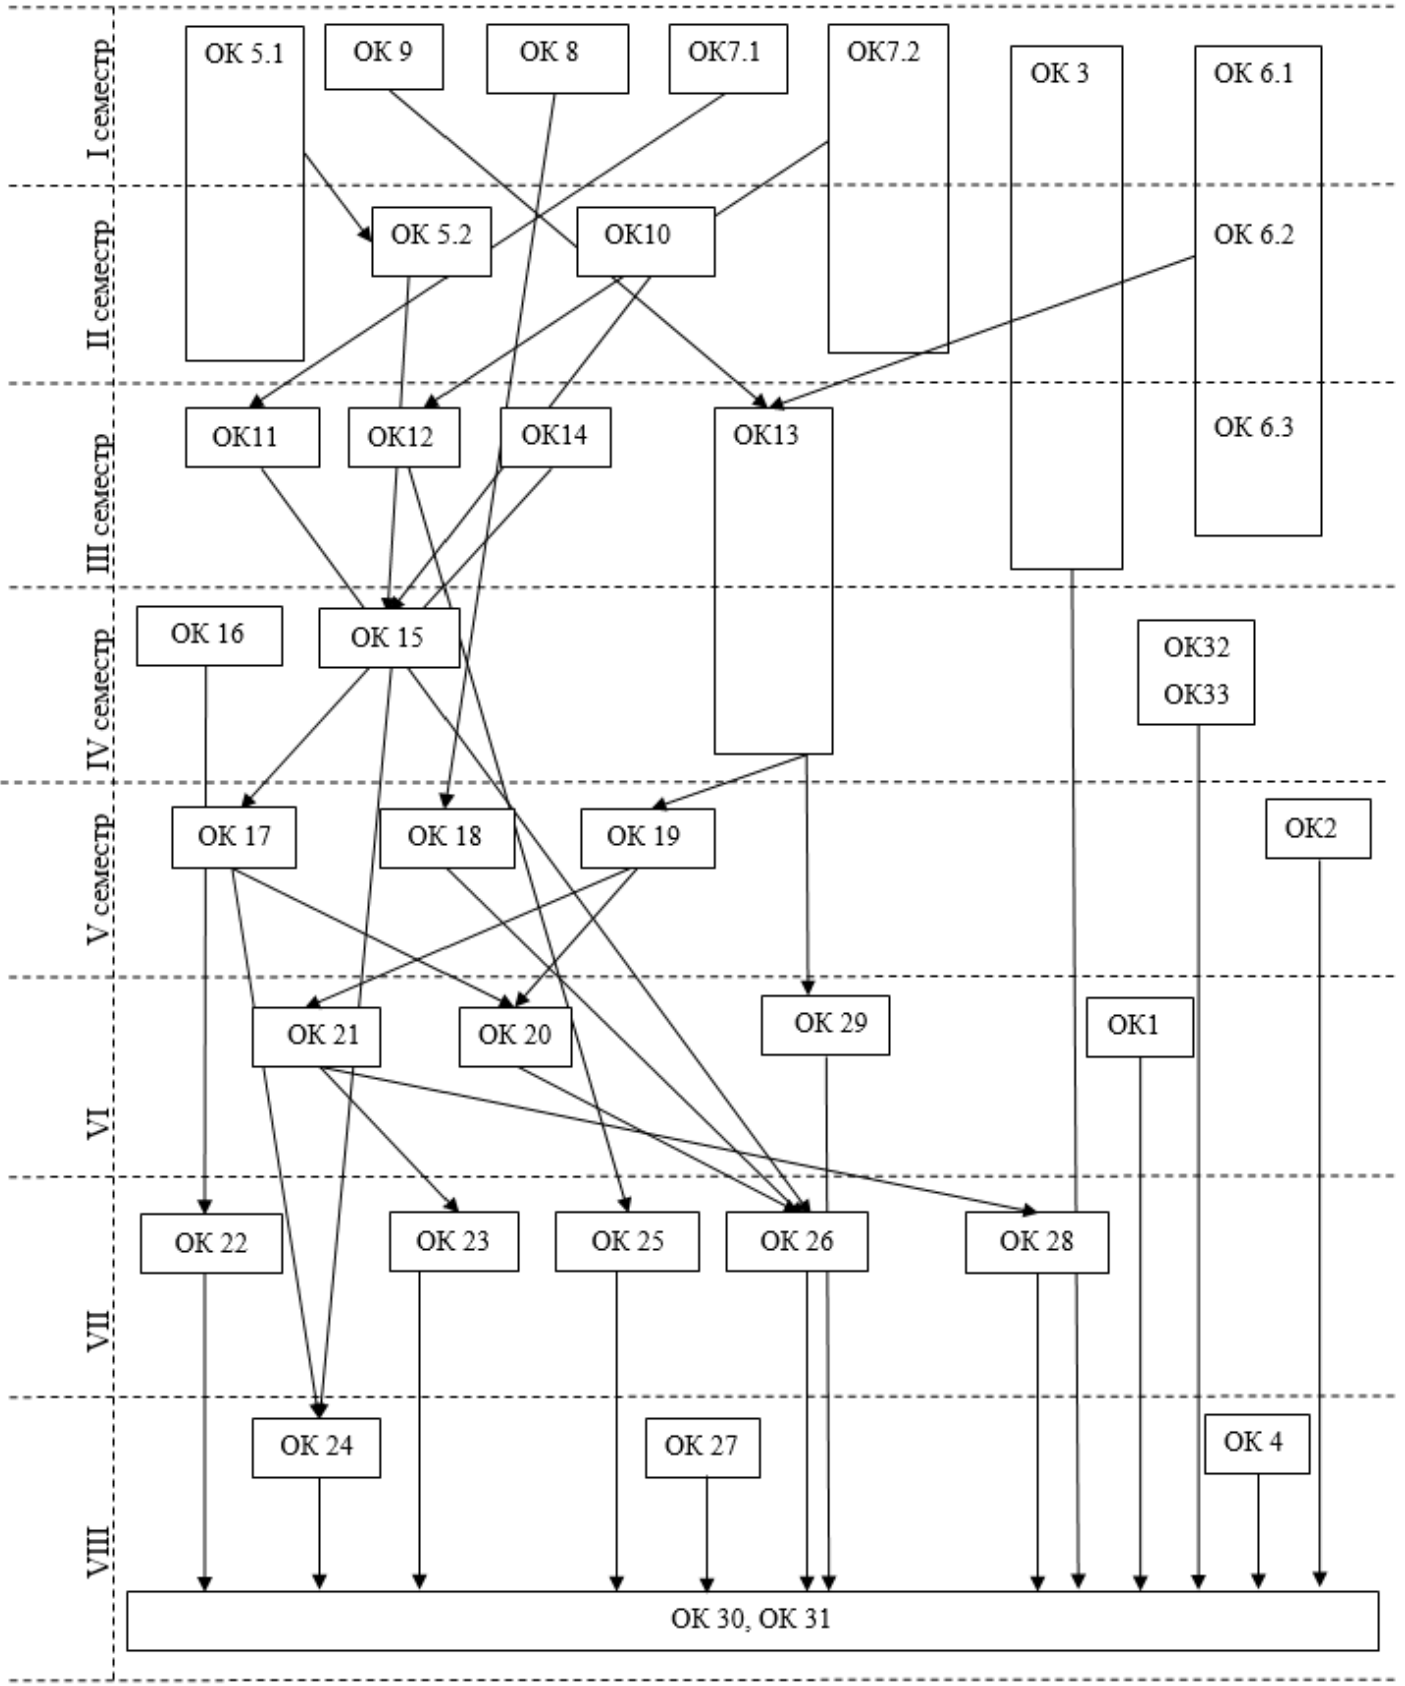 I семестр
ОК 5.1
ОК 9
ОК 8
ОК7.1
ОК7.2
ОК 3
ОК 6.1
II семестр
ОК 5.2
ОК10
ОК 6.2
III семестр
ОК11
ОК12
ОК14
ОК13
ОК 6.3
IV семестр
ОК 16
ОК 15
ОК32
ОК33
V семестр
ОК 17
ОК 18
ОК 19
ОК2
VI
ОК 21
ОК 20
ОК 29
ОК1
VII
ОК 22
ОК 23
ОК 25
ОК 26
ОК 28
VIII
ОК 24
ОК 27
ОК 4
ОК 30, ОК 31